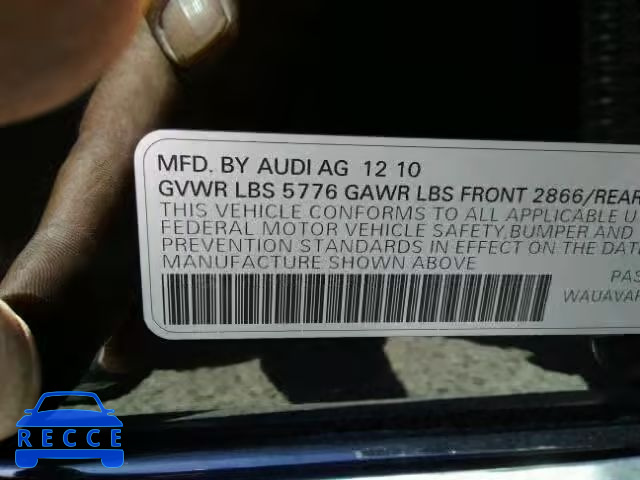 MFD. BY AUDI AG 12 10
GVWR LBS 5776 GAWR LBS FRONT 2866/REAR
THIS VEHICLE CONFORMS TO ALL APPLICABLE U
FEDERAL MOTOR VEHICLE SAFETY, BUMPER AND
PREVENTION STANDARDS IN EFFECT ON THE DATE
MANUFACTURE SHOWN ABOVE
PAS
WAUAVAF
RECCE